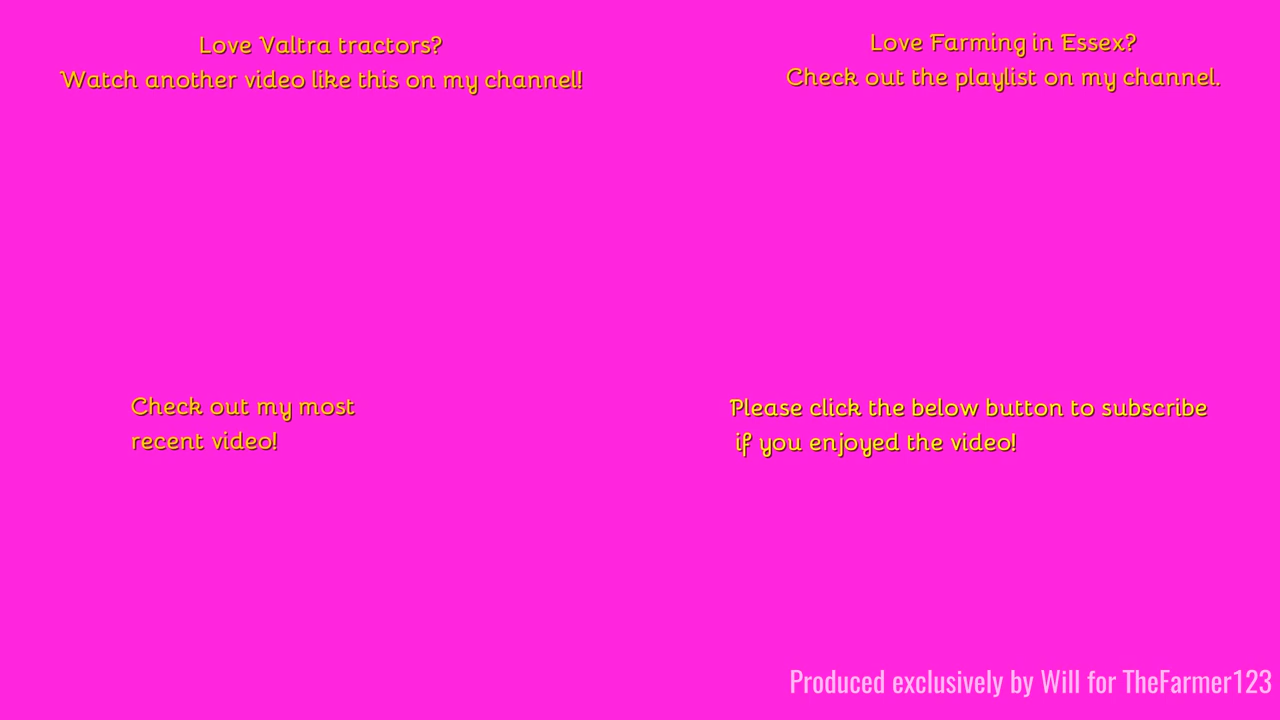 Love Valtra tractors?
Watch another video like this on my channel!
Love Farming in Essex?
Check out the playlist on my channel.
Check out my most
recent video!
Please click the below button to subscribe
if you enjoyed the video!
Produced exclusively by Will for TheFarmer123